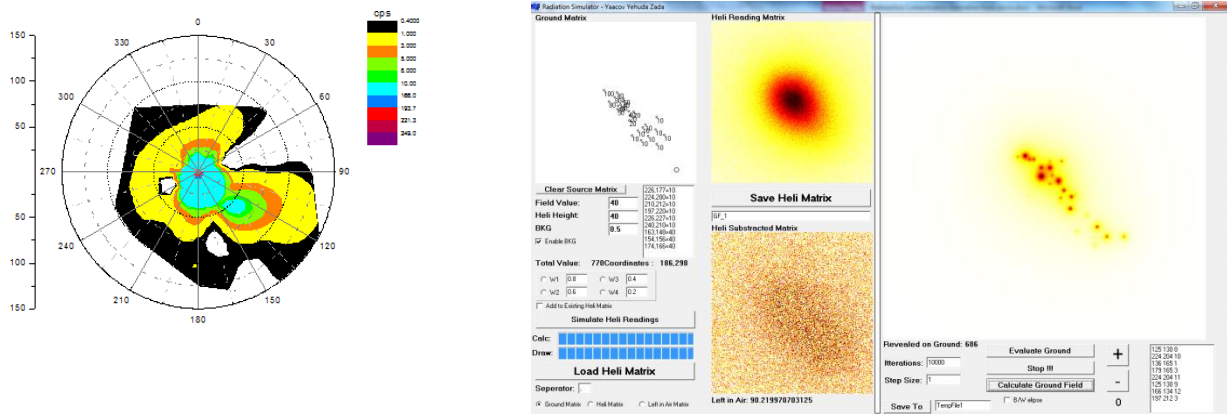 cps
0.4000
1.000
3.000
5.000
8.000
10.00
166.0
193.7
221.3
249.0
0
330
30
300
60
270
90
240
120
210
150
180
150
100
50
0
50
100
150
Radiation Simulator - Yaacov Yehuda Zada
Ground Matrix
Clear Source Matrix
Field Value: 40
Heli Height: 40
BKG 8.5
Enable BKG
226,177=10
224,200=10
210,212=10
197,220=10
226,227=10
240,210=10
163,149=40
154,156=40
174,166=40
Total Value: 770Coordinates : 186,298
W1 0.8 W3 0.4
W2 0.6 W4 0.2
Add to Existing Heli Matrix
Simulate Heli Readings
Calc:
Draw:
Load Heli Matrix
Seperator: .
Ground Matrix Heli Matrix Left in Air Matrix
Heli Reading Matrix
Save Heli Matrix
GF_1
Heli Substracted Matrix
Left in Air: 90.219970703125
Revealed on Ground: 686
Itterations: 10000
Step Size: 1
Save To TempFile1
Evaluate Ground
Stop !!!
Calculate Ground Field
B/W elipse
+
-
0
125 138 8
224 204 10
136 165 1
179 165 3
224 204 11
125 138 9
166 134 12
197 212 3